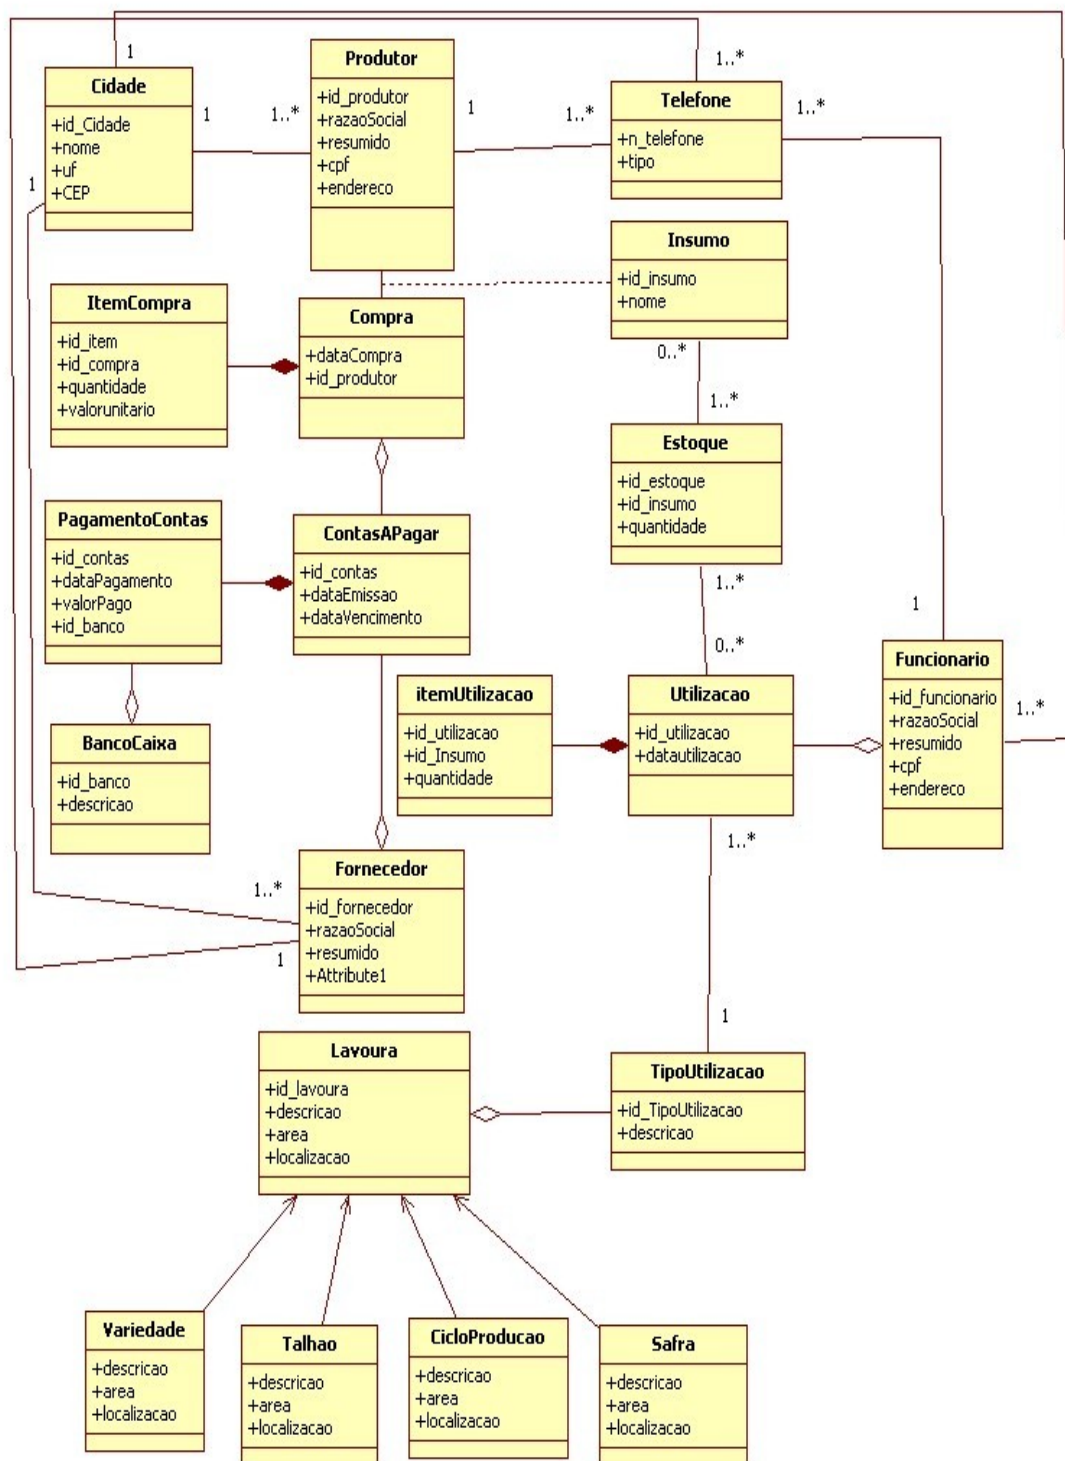 1
1..*
Cidade
+id_Cidade
+nome
+uf
+CEP
1
1
1..*
Produtor
+id_produtor
+razaoSocial
+resumido
+cpf
+endereco
1
1..*
Telefone
+n_telefone
+tipo
1..*
Insumo
+id_insumo
+nome
0..*
ItemCompra
+id_item
+id_compra
+quantidade
+valorunitario
Compra
+dataCompra
+id_produtor
1..*
Estoque
+id_estoque
+id_insumo
+quantidade
1..*
PagamentoContas
+id_contas
+dataPagamento
+valorPago
+id_banco
ContasAPagar
+id_contas
+dataEmissao
+dataVencimento
0..*
1
Funcionario
+id_funcionario
+razaoSocial
+resumido
+cpf
+endereco
1..*
itemUtilizacao
+id_utilizacao
+id_Insumo
+quantidade
Utilizacao
+id_utilizacao
+datautilizacao
1..*
BancoCaixa
+id_banco
+descricao
1..*
1
Fornecedor
+id_fornecedor
+razaoSocial
+resumido
+Attribute1
1
Lavoura
+id_lavoura
+descricao
+area
+localizacao
TipoUtilizacao
+id_TipoUtilizacao
+descricao
Variedade
+descricao
+area
+localizacao
Talhao
+descricao
+area
+localizacao
CicloProducao
+descricao
+area
+localizacao
Safra
+descricao
+area
+localizacao